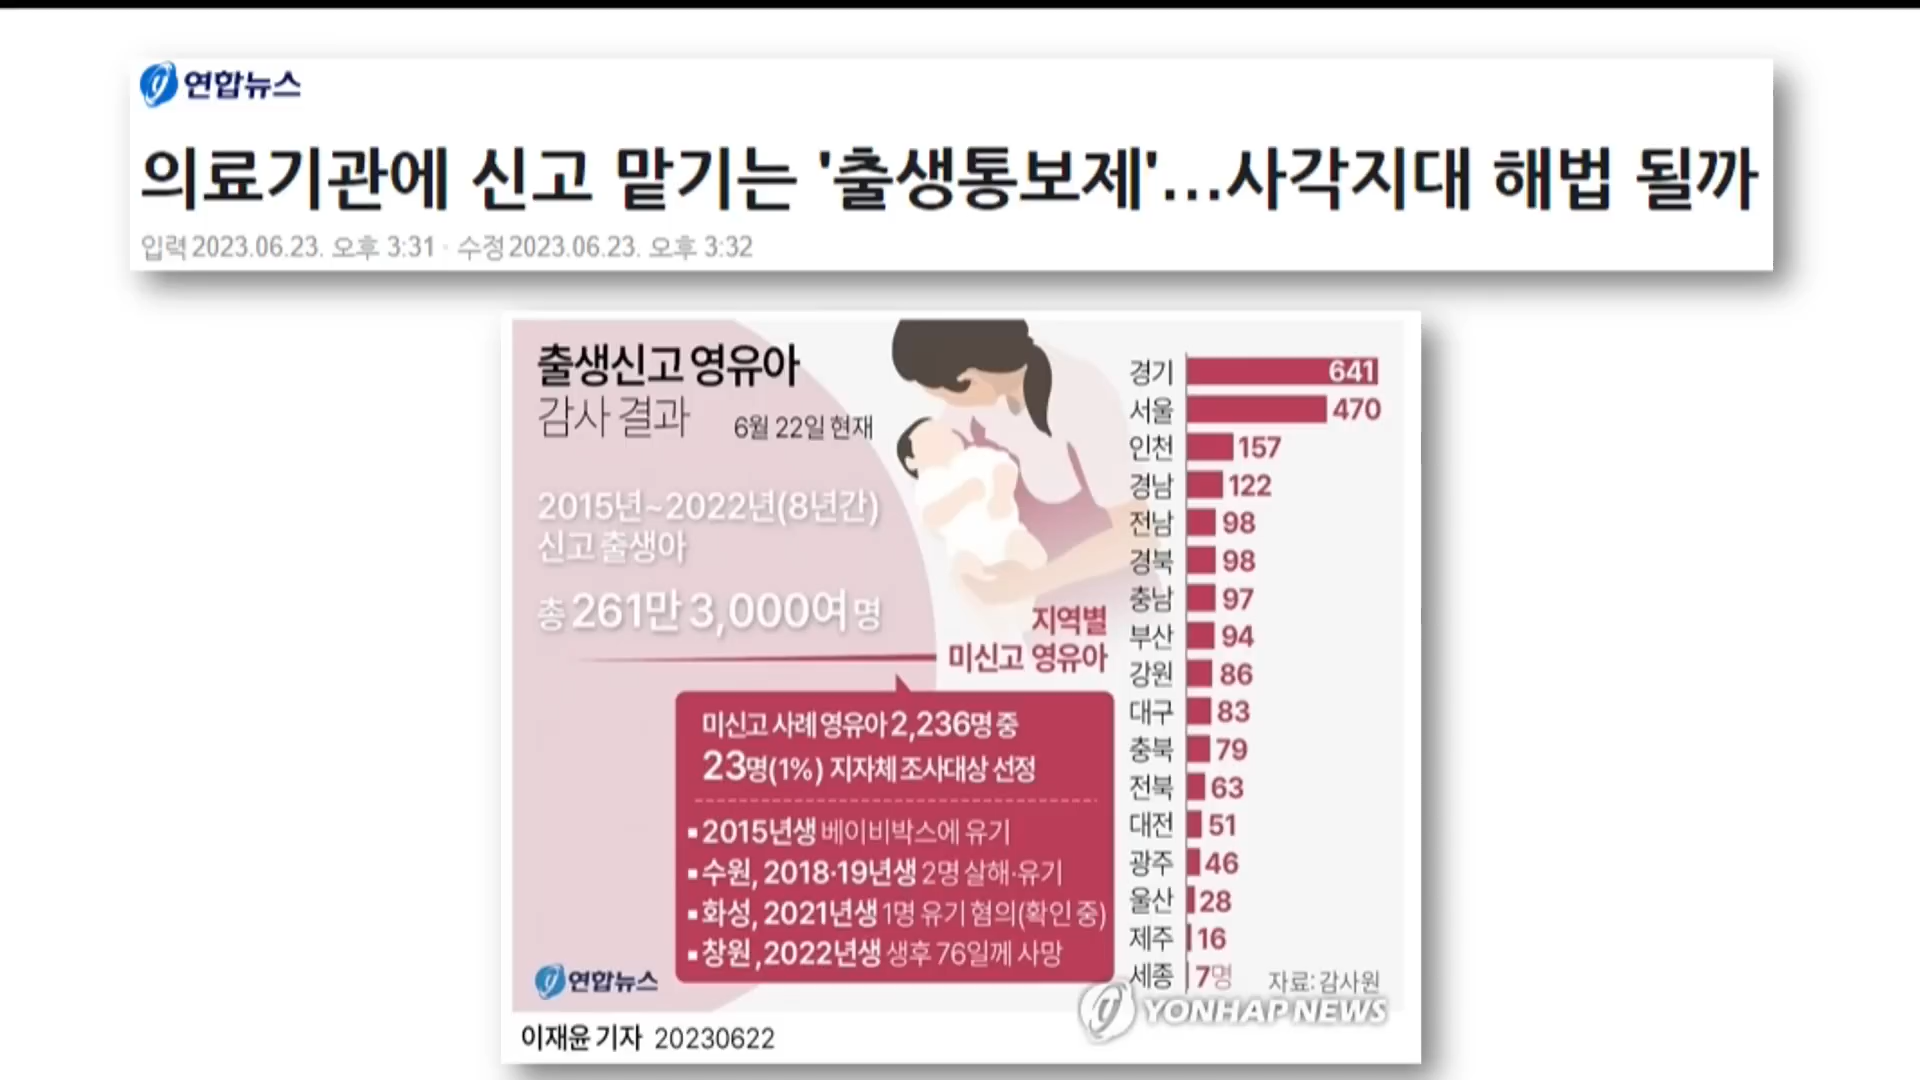 연합뉴스
의료기관에 신고 맡기는 '출생통보제'...사각지대 해법 될까
입력 2023.06.23. 오후 3:31 · 수정 2023.06.23. 오후 3:32
출생신고 영유아
감사 결과 6월 22일 현재
2015년~2022년(8년간)
신고 출생아
총 261만 3,000여 명
미신고 사례 영유아 2,236명 중
23명(1%) 지자체 조사대상 선정
▪2015년생 베이비박스에 유기
▪수원, 2018·19년생 2명 살해·유기
▪화성, 2021년생 1명 유기 혐의(확인 중)
▪창원,2022년생 생후 76일께 사망
지역별
미신고 영유아
경기 641
서울 470
인천 157
경남 122
전남 98
경북 98
충남 97
부산 94
강원 86
대구 83
충북 79
전북 63
대전 51
광주 46
울산 28
제주 16
세종 7명
자료:감사원
연합뉴스
YONHAP NEWS
이재윤 기자 20230622